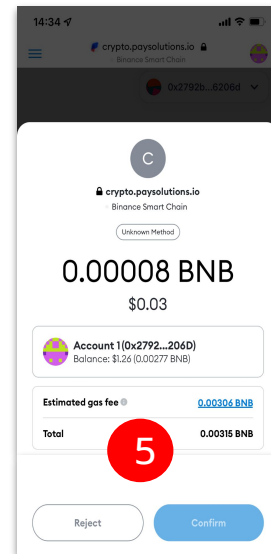 14:34
crypto.paysolutions.io
Binance Smart Chain
0x2792b...6206d
C
crypto.paysolutions.io
Binance Smart Chain
Unknown Method
0.00008 BNB
$0.03
Account 1 (0x2792...206D)
Balance: $1.26 (0.00277 BNB)
Estimated gas fee 0.00306 BNB
Total 0.00315 BNB
5
Reject Confirm